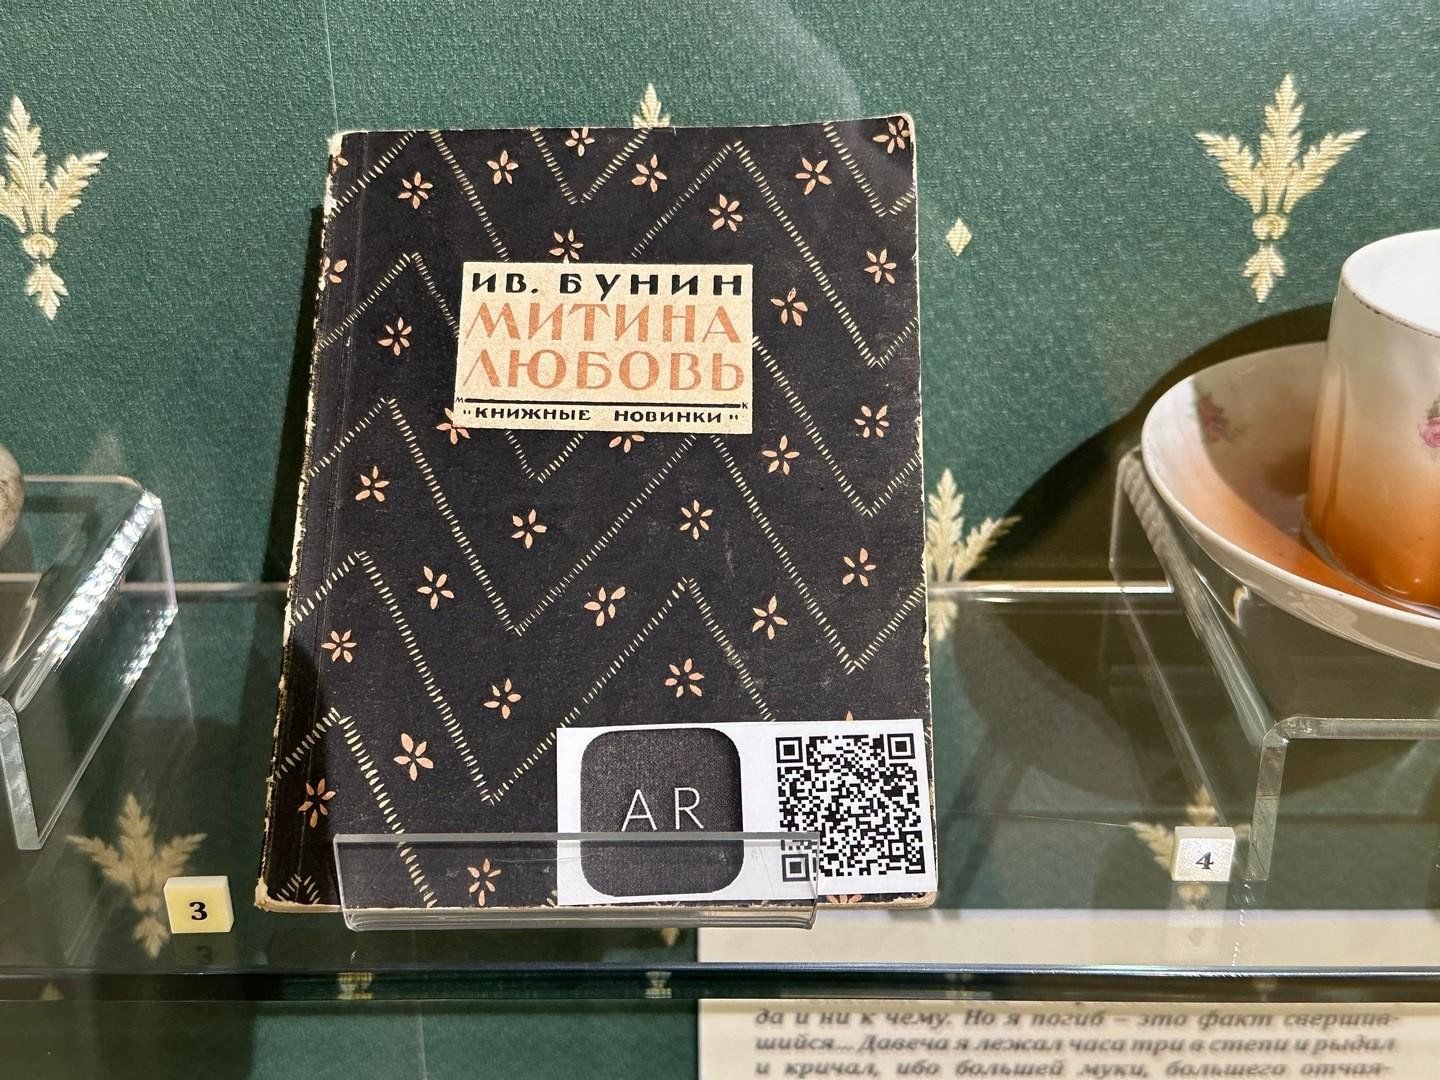 ИВ. БУНИН
МИТИНА
ЛЮБОВЬ
М К
"КНИЖНЫЕ НОВИНКИ"
AR
3
4
да и ни к чему. Но я погиб – это факт свершив-
шийся... Давеча я лежал часа три в степи и рыдал
и кричал, ибо большей муки, большего отчая-